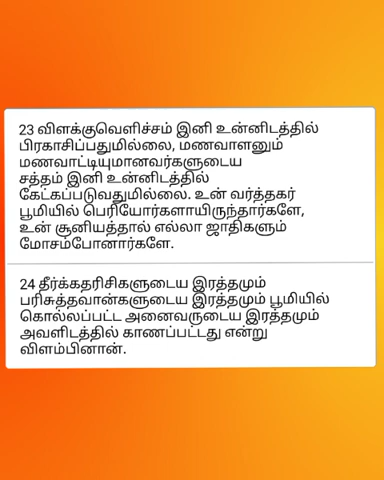 23 விளக்குவெளிச்சம் இனி உன்னிடத்தில்
பிரகாசிப்பதுமில்லை, மணவாளனும்
மணவாட்டியுமானவர்களுடைய
சத்தம் இனி உன்னிடத்தில்
கேட்கப்படுவதுமில்லை. உன் வர்த்தகர்
பூமியில் பெரியோர்களாயிருந்தார்களே,
உன் சூனியத்தால் எல்லா ஜாதிகளும்
மோசம்போனார்களே.
24 தீர்க்கதரிசிகளுடைய இரத்தமும்
பரிசுத்தவான்களுடைய இரத்தமும் பூமியில்
கொல்லப்பட்ட அனைவருடைய இரத்தமும்
அவளிடத்தில் காணப்பட்டது என்று
விளம்பினான்.